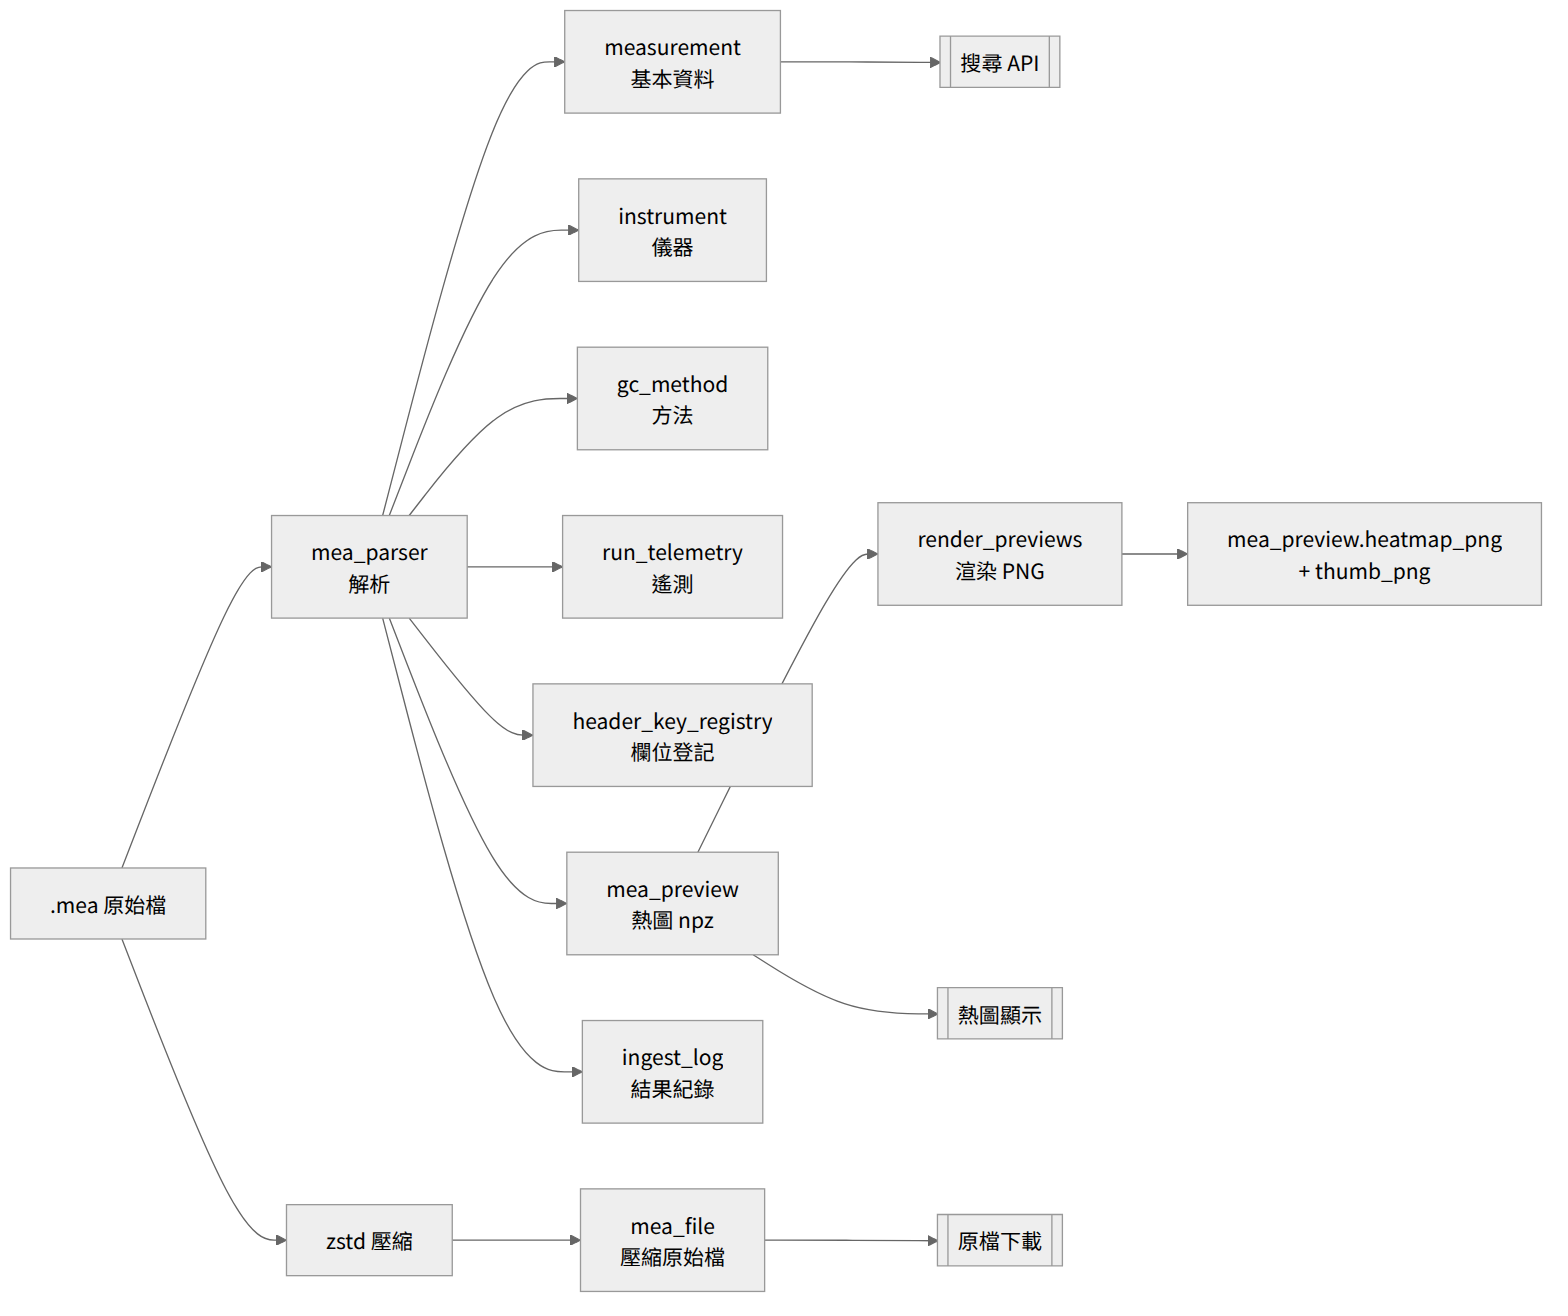 measurement
基本資料
搜尋 API
instrument
儀器
gc_method
方法
mea_parser
解析
run_telemetry
遙測
render_previews
渲染 PNG
mea_preview.heatmap_png
+ thumb_png
header_key_registry
欄位登記
.mea 原始檔
mea_preview
熱圖 npz
熱圖顯示
ingest_log
結果紀錄
zstd 壓縮
mea_file
壓縮原始檔
原檔下載